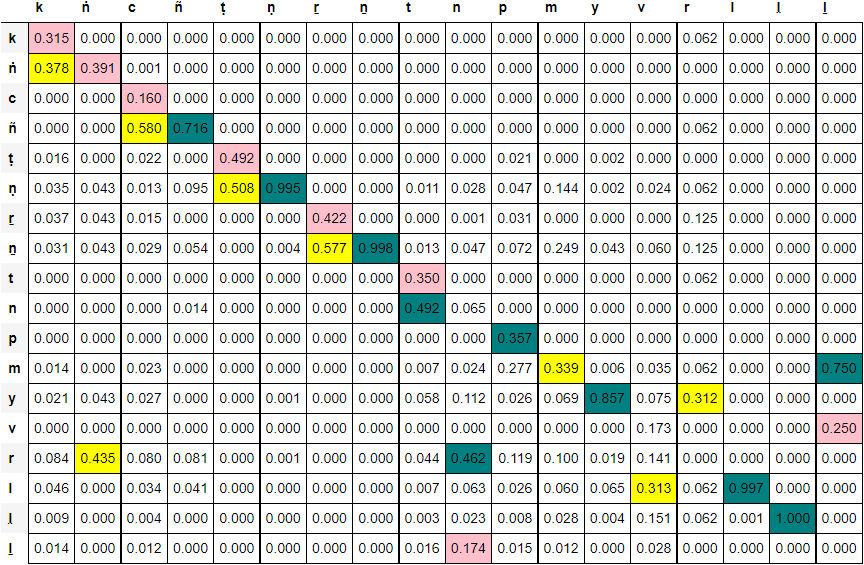 k ṅ c ñ ṭ ṇ ṟ ṉ t n p m y v r l ḷ ḻ
k 0.315 0.000 0.000 0.000 0.000 0.000 0.000 0.000 0.000 0.000 0.000 0.000 0.000 0.000 0.062 0.000 0.000 0.000
ṅ 0.378 0.391 0.001 0.000 0.000 0.000 0.000 0.000 0.000 0.000 0.000 0.000 0.000 0.000 0.000 0.000 0.000 0.000
c 0.000 0.000 0.160 0.000 0.000 0.000 0.000 0.000 0.000 0.000 0.000 0.000 0.000 0.000 0.000 0.000 0.000 0.000
ñ 0.000 0.000 0.580 0.716 0.000 0.000 0.000 0.000 0.000 0.000 0.000 0.000 0.000 0.000 0.062 0.000 0.000 0.000
ṭ 0.016 0.000 0.022 0.000 0.492 0.000 0.000 0.000 0.000 0.000 0.021 0.000 0.002 0.000 0.000 0.000 0.000 0.000
ṇ 0.035 0.043 0.013 0.095 0.508 0.995 0.000 0.000 0.011 0.028 0.047 0.144 0.002 0.024 0.062 0.000 0.000 0.000
ṟ 0.037 0.043 0.015 0.000 0.000 0.000 0.422 0.000 0.000 0.001 0.031 0.000 0.000 0.000 0.125 0.000 0.000 0.000
ṉ 0.031 0.043 0.029 0.054 0.000 0.004 0.577 0.998 0.013 0.047 0.072 0.249 0.043 0.060 0.125 0.000 0.000 0.000
t 0.000 0.000 0.000 0.000 0.000 0.000 0.000 0.000 0.350 0.000 0.000 0.000 0.000 0.000 0.062 0.000 0.000 0.000
n 0.000 0.000 0.000 0.014 0.000 0.000 0.000 0.000 0.492 0.065 0.000 0.000 0.000 0.000 0.000 0.000 0.000 0.000
p 0.000 0.000 0.000 0.000 0.000 0.000 0.000 0.000 0.000 0.000 0.357 0.000 0.000 0.000 0.000 0.000 0.000 0.000
m 0.014 0.000 0.023 0.000 0.000 0.000 0.000 0.000 0.007 0.024 0.277 0.339 0.006 0.035 0.062 0.000 0.000 0.750
y 0.021 0.043 0.027 0.000 0.000 0.001 0.000 0.000 0.058 0.112 0.026 0.069 0.857 0.075 0.312 0.000 0.000 0.000
v 0.000 0.000 0.000 0.000 0.000 0.000 0.000 0.000 0.000 0.000 0.000 0.000 0.000 0.173 0.000 0.000 0.000 0.250
r 0.084 0.435 0.080 0.081 0.000 0.001 0.000 0.000 0.044 0.462 0.119 0.100 0.019 0.141 0.000 0.000 0.000 0.000
l 0.046 0.000 0.034 0.041 0.000 0.000 0.000 0.000 0.007 0.063 0.026 0.060 0.065 0.313 0.062 0.997 0.000 0.000
ḷ 0.009 0.000 0.004 0.000 0.000 0.000 0.000 0.000 0.003 0.023 0.008 0.028 0.004 0.151 0.062 0.001 1.000 0.000
ḻ 0.014 0.000 0.012 0.000 0.000 0.001 0.000 0.000 0.016 0.174 0.015 0.012 0.000 0.028 0.000 0.000 0.000 0.000